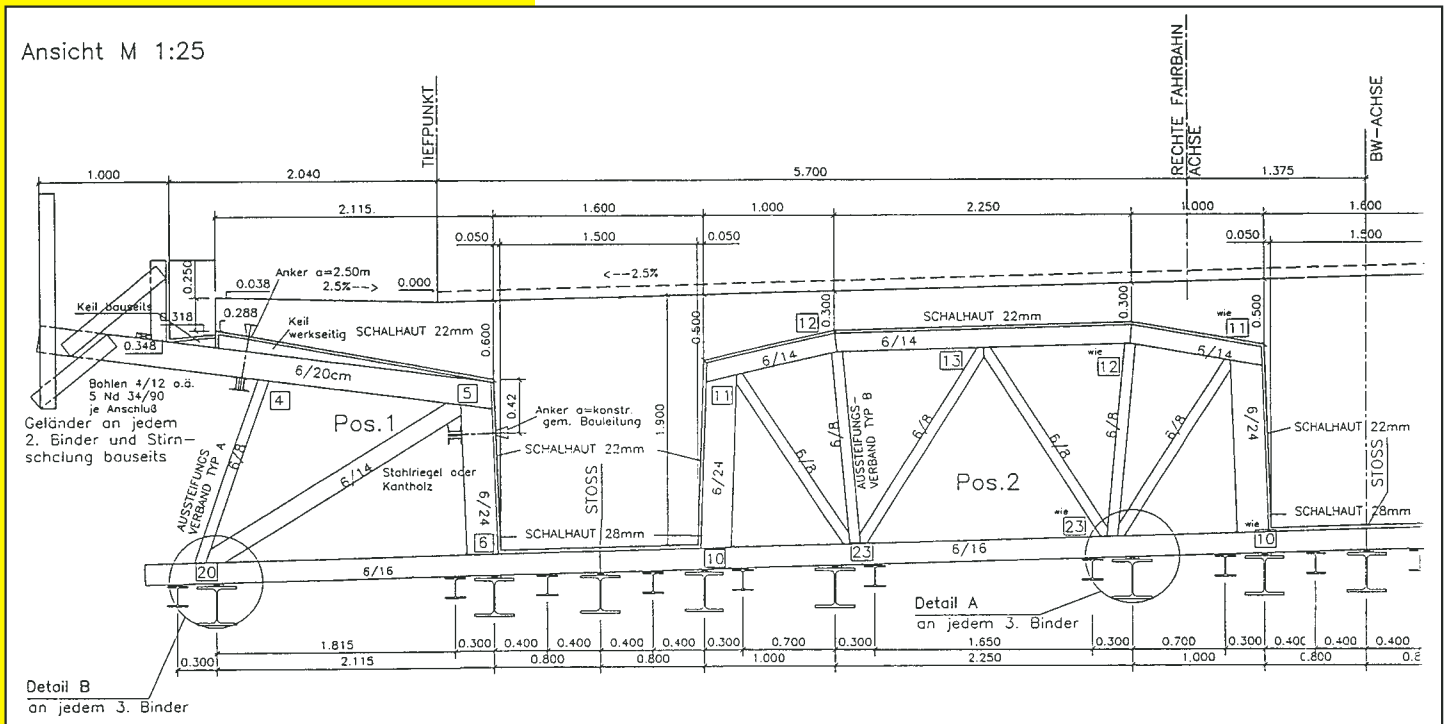 Ansicht M 1:25
TIEFPUNKT
RECHTE FAHRBAHN
ACHSE
BW-ACHSE
1.000
2.040
5.700
1.375
2.115
1.600
1.000
2.250
1.000
1.600
0.050
1.500
0.050
0.050
1.500
0.250
0.038
Anker a=2.50m
2.5%-->
0.000
<--2.5%
Keil bauseits
0.318
0.288
Keil
werkseitig
SCHALHAUT 22mm
0.600
0.500
0.300
0.300
0.500
12
SCHALHAUT 22mm
wie
11
0.348
6/20cm
6/14
6/14
13
wie
12
6/14
Bohlen 4/12 o.ä.
5 Nd 34/90
je Anschluß
Geländer an jedem
2. Binder und Stirn-
schalung bauseits
4
5
0.42
Pos.1
Anker a=konstr.
gem. Bauleitung
1.900
11
AUSSTEIFUNGS
VERBAND TYP A
6/8
6/14
Stahlriegel oder
Kantholz
6/24
SCHALHAUT 22mm
STOSS
SCHALHAUT 28mm
6/24
6/8
6/8
AUSSTEIFUNGS-
VERBAND TYP B
6/8
Pos.2
6/8
6/8
6/8
6/24
SCHALHAUT 22mm
STOSS
SCHALHAUT 28mm
6
20
6/16
10
23
6/16
wie
23
wie
10
Detail A
an jedem 3. Binder
1.815
0.300
0.400
0.400
0.400
0.400
0.300
0.700
0.300
1.650
0.300
0.700
0.300
0.400
0.400
0.400
0.300
2.115
0.800
0.800
1.000
2.250
1.000
0.800
Detail B
an jedem 3. Binder